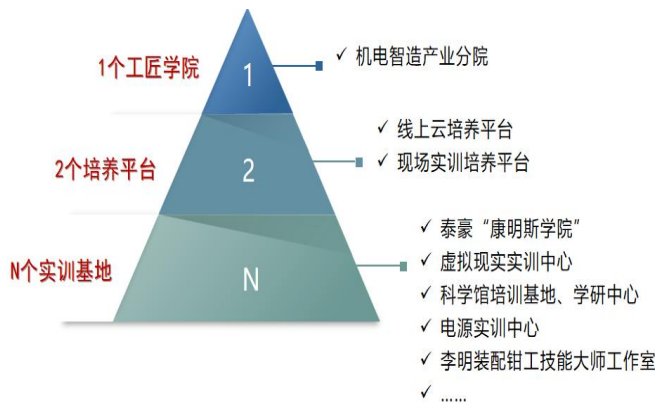 1个工匠学院
1
✓ 机电智造产业分院
2个培养平台
2
✓ 线上云培养平台
✓ 现场实训培养平台
N个实训基地
N
✓ 泰豪“康明斯学院”
✓ 虚拟现实实训中心
✓ 科学馆培训基地、学研中心
✓ 电源实训中心
✓ 李明装配钳工技能大师工作室
✓ ......